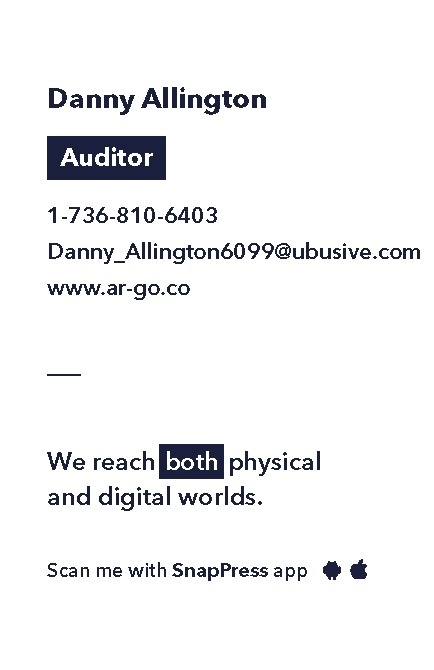 Danny Allington
Auditor
1-736-810-6403
Danny_Allington6099@ubusive.com
www.ar-go.co
We reach both physical
and digital worlds.
Scan me with SnapPress app